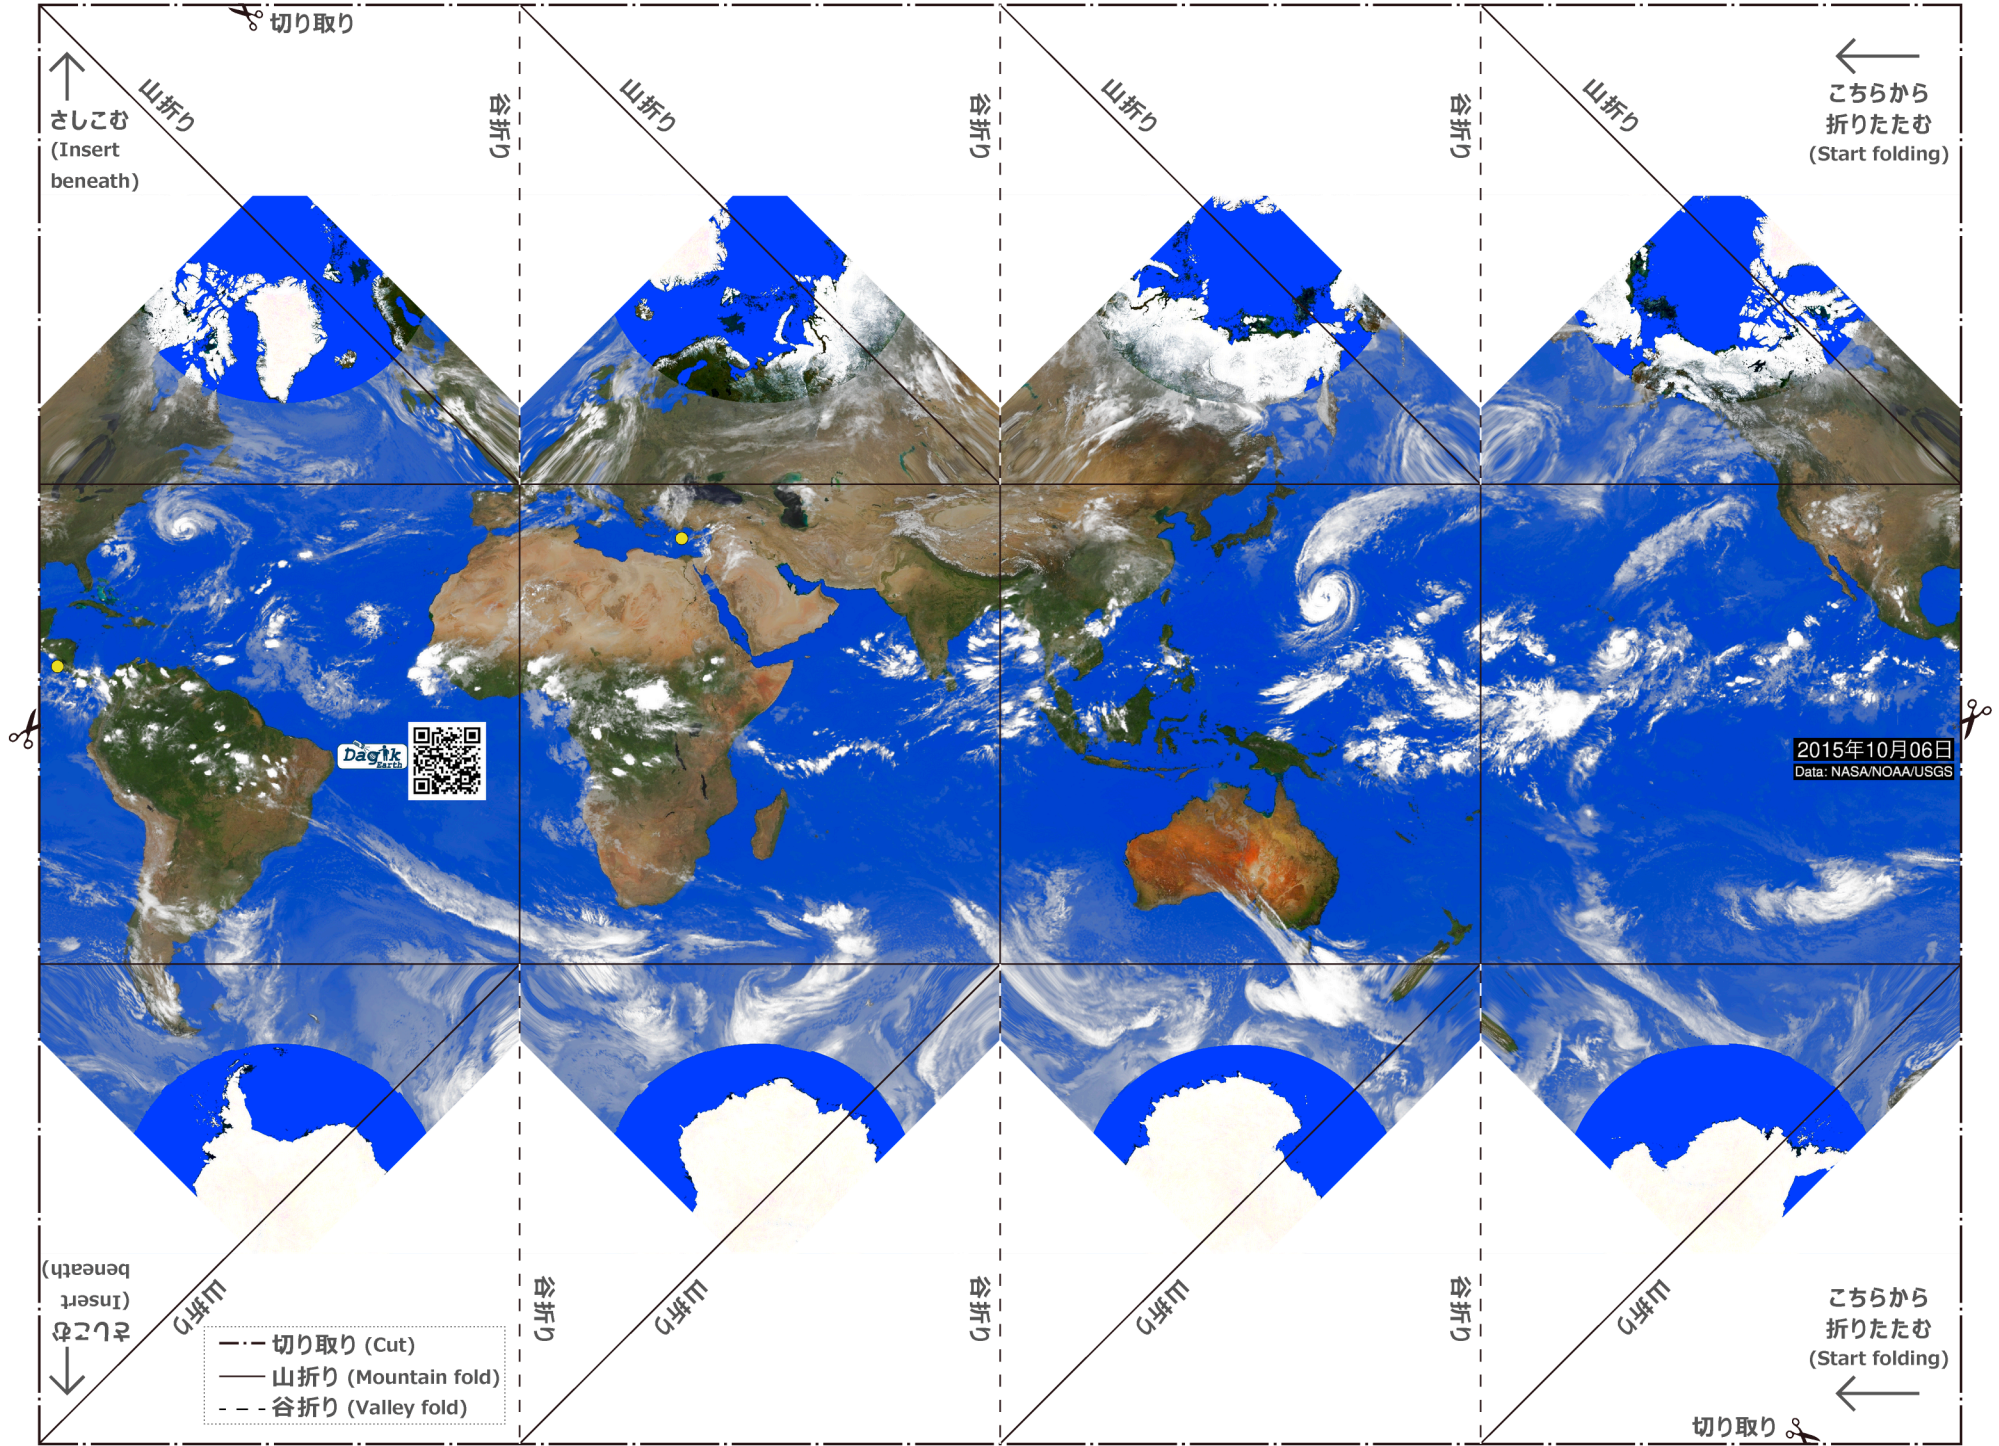 切り取り
さしこむ
(Insert
beneath)
山折り
谷折り
山折り
谷折り
山折り
谷折り
山折り
こちらから
折りたたむ
(Start folding)
Dagik
Earth
2015年10月06日
Data: NASA/NOAA/USGS
さしこむ
(Insert
beneath)
山折り
谷折り
山折り
谷折り
山折り
谷折り
山折り
こちらから
折りたたむ
(Start folding)
切り取り (Cut)
山折り (Mountain fold)
谷折り (Valley fold)
切り取り